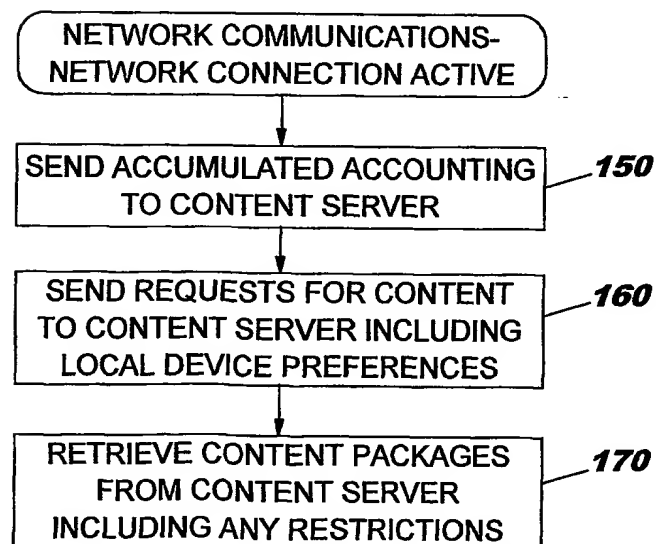 NETWORK COMMUNICATIONS-
NETWORK CONNECTION ACTIVE
SEND ACCUMULATED ACCOUNTING
TO CONTENT SERVER
150
SEND REQUESTS FOR CONTENT
TO CONTENT SERVER INCLUDING
LOCAL DEVICE PREFERENCES
160
RETRIEVE CONTENT PACKAGES
FROM CONTENT SERVER
INCLUDING ANY RESTRICTIONS
170